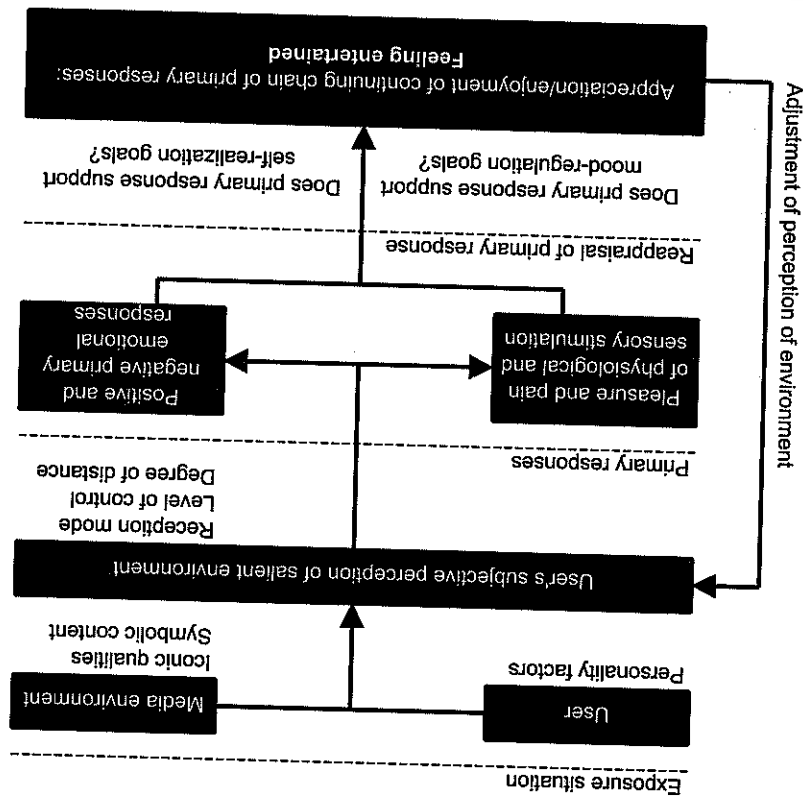 Exposure situation
User
Personality factors
Media environment
Iconic qualities
Symbolic content
User's subjective perception of salient environment
Reception mode
Level of control
Degree of distance
Primary responses
Pleasure and pain
of physiological and
sensory stimulation
Positive and
negative primary
emotional
responses
Reappraisal of primary response
Does primary response support
mood-regulation goals?
Does primary response support
self-realization goals?
Appreciation/enjoyment of continuing chain of primary responses:
Feeling entertained
Adjustment of perception of environment